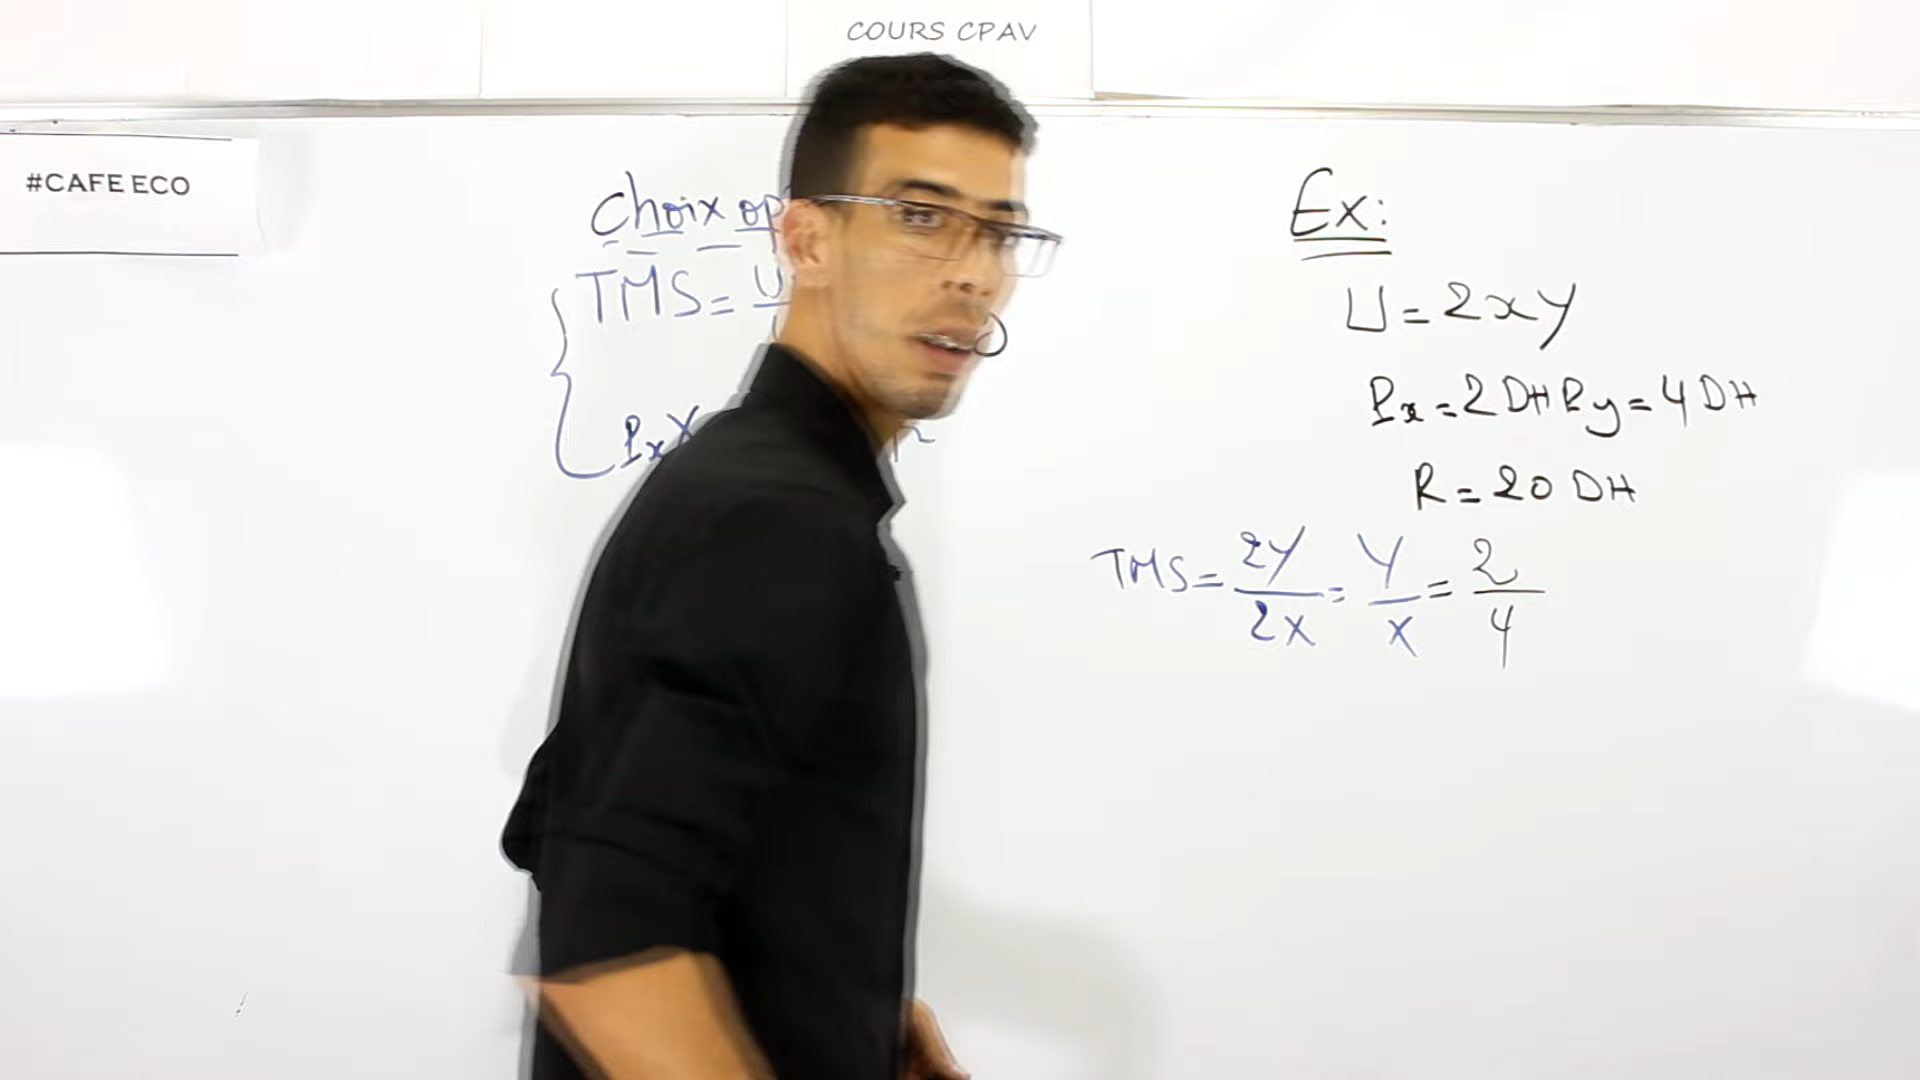 COURS CPAV
#CAFE ECO
Choix op
TMS = U
Px X
Ex:
U = 2xy
Px = 2 DH Py = 4 DH
R = 20 DH
TMS = 2y/2x = y/x = 2/4